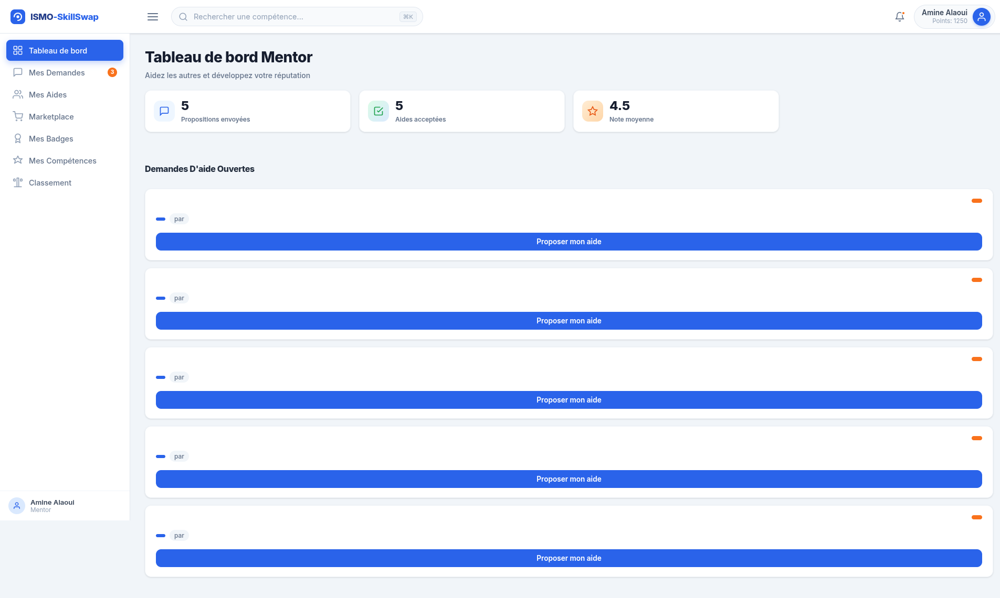 ISMO-SkillSwap
Rechercher une compétence...
⌘K
Amine Alaoui
Points: 1250
Tableau de bord
Mes Demandes
3
Mes Aides
Marketplace
Mes Badges
Mes Compétences
Classement
Amine Alaoui
Mentor
Tableau de bord Mentor
Aidez les autres et développez votre réputation
5
Propositions envoyées
5
Aides acceptées
4.5
Note moyenne
Demandes D'aide Ouvertes
par
Proposer mon aide
par
Proposer mon aide
par
Proposer mon aide
par
Proposer mon aide
par
Proposer mon aide